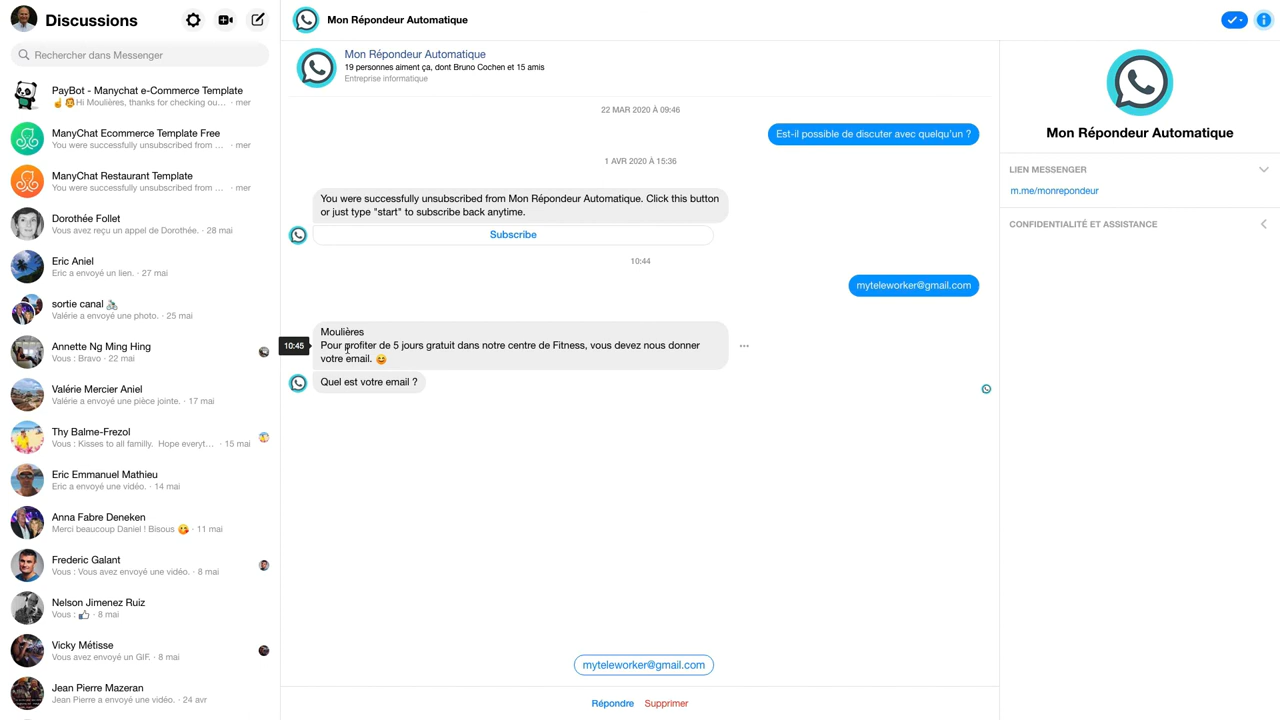 Discussions
Rechercher dans Messenger
PayBot - Manychat e-Commerce Template
☝️🙋Hi Moulières, thanks for checking ou… · mer
ManyChat Ecommerce Template Free
You were successfully unsubscribed from … · mer
ManyChat Restaurant Template
You were successfully unsubscribed from … · mer
Dorothée Follet
Vous avez reçu un appel de Dorothée. · 28 mai
Eric Aniel
Eric a envoyé un lien. · 27 mai
sortie canal 🚲
Valérie a envoyé une photo. · 25 mai
Annette Ng Ming Hing
Vous : Bravo · 22 mai
Valérie Mercier Aniel
Valérie a envoyé une pièce jointe. · 17 mai
Thy Balme-Frezol
Vous : Kisses to all familly. Hope everyt… · 15 mai
Eric Emmanuel Mathieu
Eric a envoyé une vidéo. · 14 mai
Anna Fabre Deneken
Merci beaucoup Daniel ! Bisous 🥰 · 11 mai
Frederic Galant
Vous : Vous avez envoyé une vidéo. · 8 mai
Nelson Jimenez Ruiz
Vous : 👍 · 8 mai
Vicky Métisse
Vous avez envoyé un GIF. · 8 mai
Jean Pierre Mazeran
Jean Pierre a envoyé une vidéo. · 24 avr
Mon Répondeur Automatique
Mon Répondeur Automatique
19 personnes aiment ça, dont Bruno Cochen et 15 amis
Entreprise informatique
22 MAR 2020 À 09:46
Est-il possible de discuter avec quelqu'un ?
1 AVR 2020 À 15:36
You were successfully unsubscribed from Mon Répondeur Automatique. Click this button
or just type "start" to subscribe back anytime.
Subscribe
10:44
myteleworker@gmail.com
10:45
Moulières
Pour profiter de 5 jours gratuit dans notre centre de Fitness, vous devez nous donner
votre email. 😊
Quel est votre email ?
myteleworker@gmail.com
Répondre Supprimer
Mon Répondeur Automatique
LIEN MESSENGER
m.me/monrepondeur
CONFIDENTIALITÉ ET ASSISTANCE